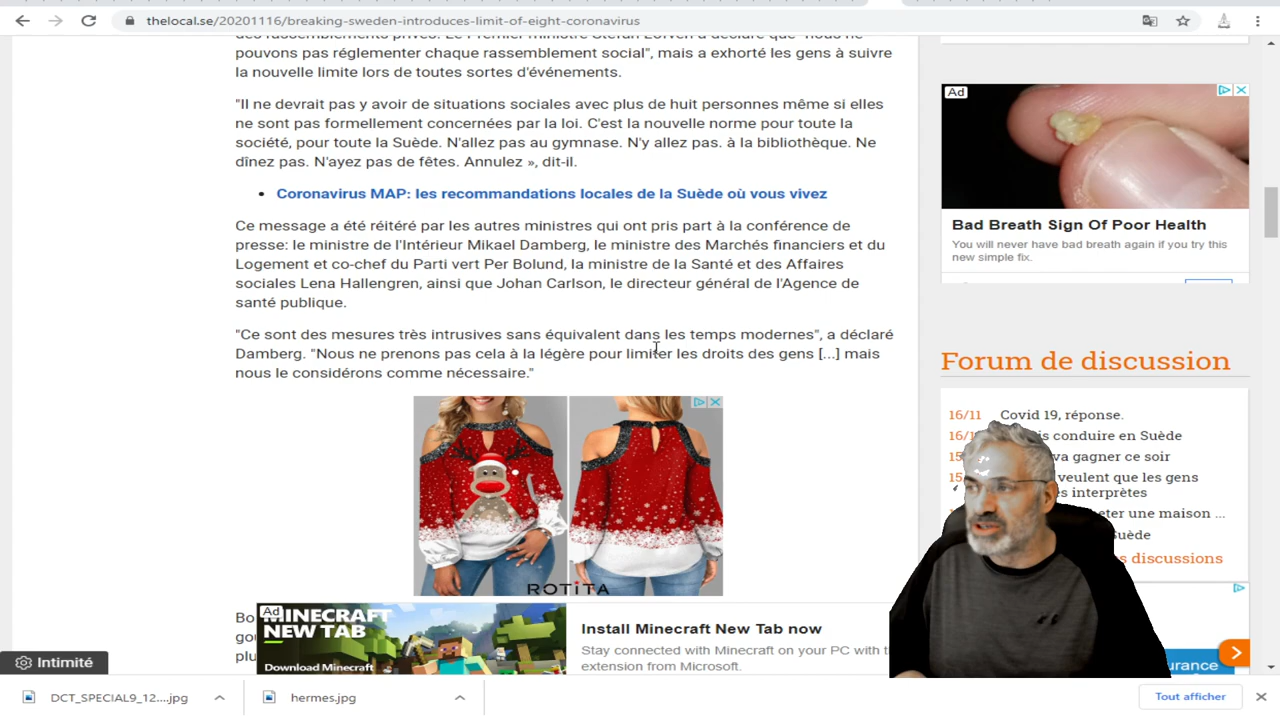 thelocal.se/20201116/breaking-sweden-introduces-limit-of-eight-coronavirus
des rassemblements privés. Le Premier ministre Stefan Löfven a déclaré que "nous ne
pouvons pas réglementer chaque rassemblement social", mais a exhorté les gens à suivre
la nouvelle limite lors de toutes sortes d'événements.
"Il ne devrait pas y avoir de situations sociales avec plus de huit personnes même si elles
ne sont pas formellement concernées par la loi. C'est la nouvelle norme pour toute la
société, pour toute la Suède. N'allez pas au gymnase. N'y allez pas. à la bibliothèque. Ne
dînez pas. N'ayez pas de fêtes. Annulez », dit-il.
• Coronavirus MAP: les recommandations locales de la Suède où vous vivez
Ce message a été réitéré par les autres ministres qui ont pris part à la conférence de
presse: le ministre de l'Intérieur Mikael Damberg, le ministre des Marchés financiers et du
Logement et co-chef du Parti vert Per Bolund, la ministre de la Santé et des Affaires
sociales Lena Hallengren, ainsi que Johan Carlson, le directeur général de l'Agence de
santé publique.
"Ce sont des mesures très intrusives sans équivalent dans les temps modernes", a déclaré
Damberg. "Nous ne prenons pas cela à la légère pour limiter les droits des gens [...] mais
nous le considérons comme nécessaire."
ROTITA
Bo
go
plu
Ad
MINECRAFT
NEW TAB
Download Minecraft
Install Minecraft New Tab now
Stay connected with Minecraft on your PC with th
extension from Microsoft.
Ad
Bad Breath Sign Of Poor Health
You will never have bad breath again if you try this
new simple fix.
Forum de discussion
16/11 Covid 19, réponse.
16/1 is conduire en Suède
15 va gagner ce soir
15 veulent que les gens
es interprètes
eter une maison ...
uède
s discussions
urance
Intimité
DCT_SPECIAL9_12....jpg
hermes.jpg
Tout afficher